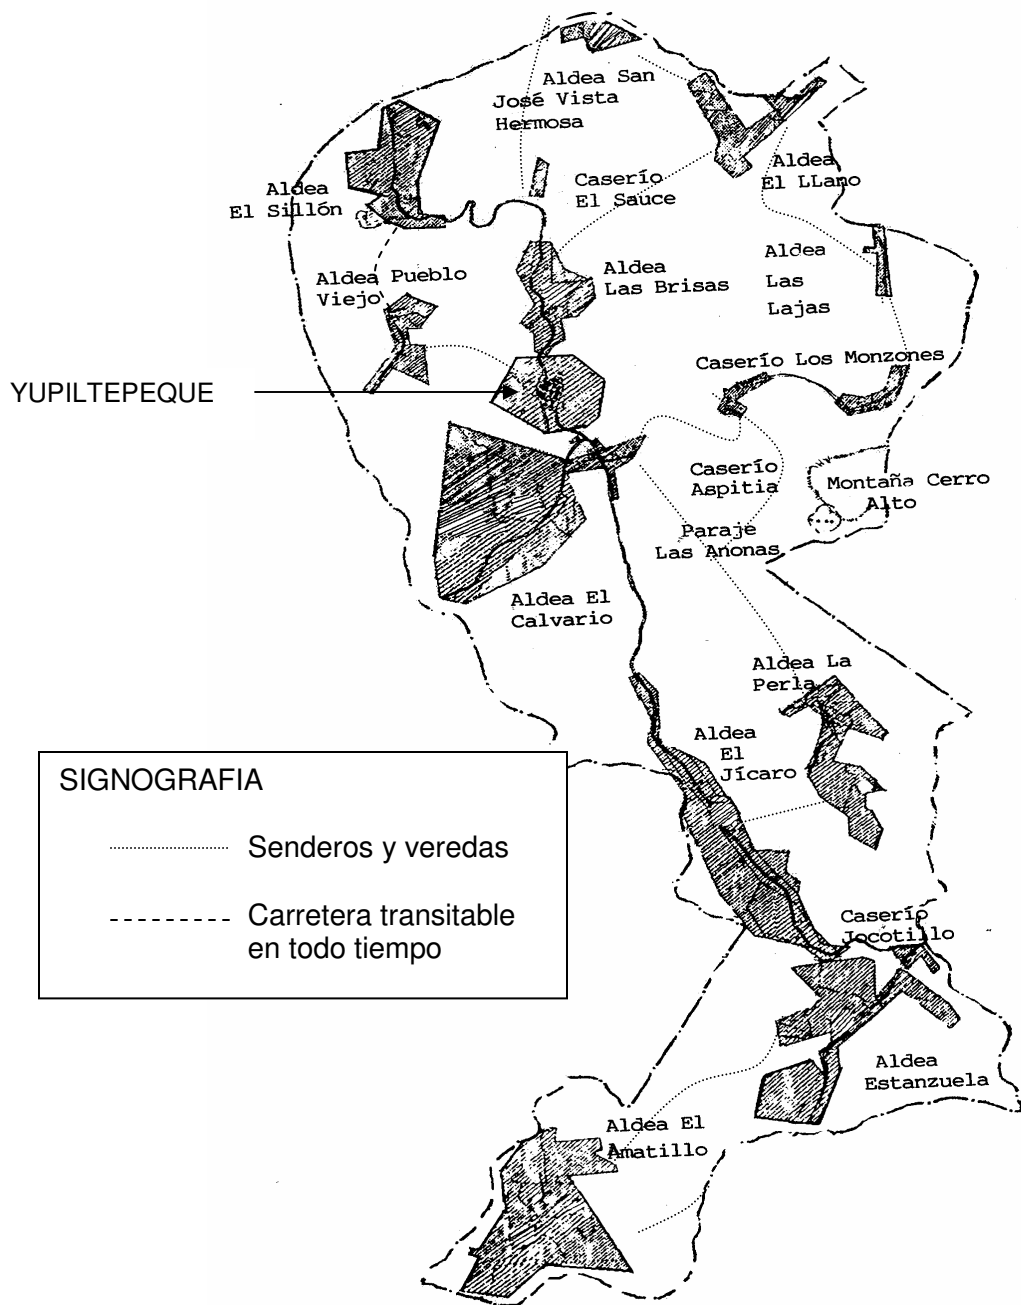 Aldea San
José Vista
Hermosa
Aldea
El LLano
Caserío
El Sauce
Aldea
El Sillón
Aldea Pueblo
Viejo
Aldea
Las Brisas
Aldea
Las
Lajas
Caserío Los Monzones
YUPILTEPEQUE
Caserío
Aspitia
Montaña Cerro
Alto
Paraje
Las Anonas
Aldea El
Calvario
Aldea La
Perla
Aldea
El
Jícaro
SIGNOGRAFIA
Senderos y veredas
Carretera transitable
en todo tiempo
Caserío
Jocotillo
Aldea
Estanzuela
Aldea El
Amatillo